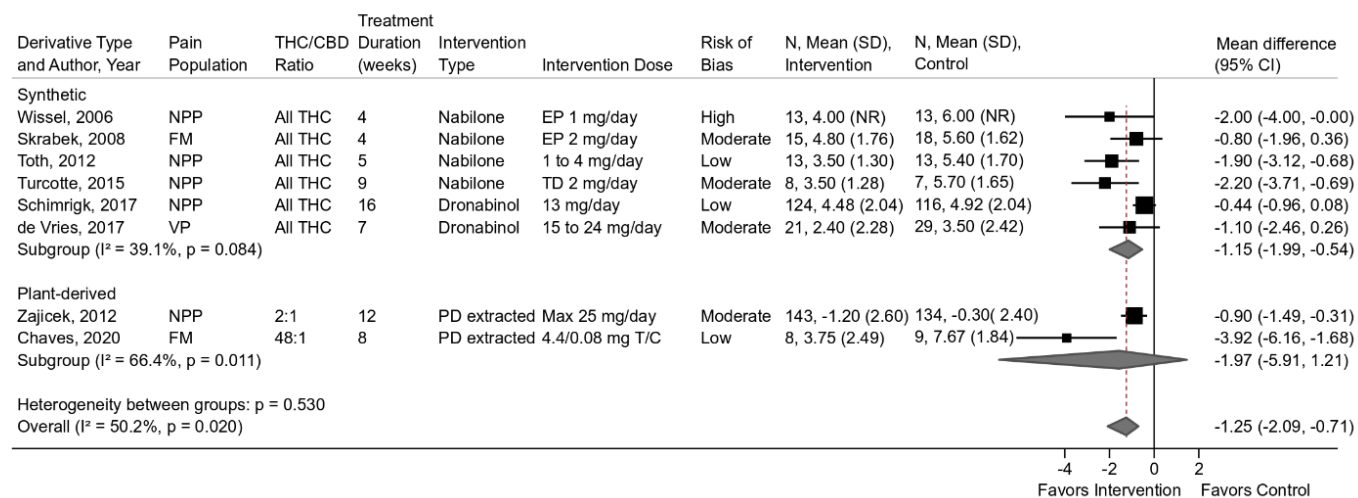 Treatment
Derivative Type Pain THC/CBD Duration Intervention Risk of N, Mean (SD), N, Mean (SD), Mean difference
and Author, Year Population Ratio (weeks) Type Intervention Dose Bias Intervention Control (95% CI)
Synthetic
Wissel, 2006 NPP All THC 4 Nabilone EP 1 mg/day High 13, 4.00 (NR) 13, 6.00 (NR) -2.00 (-4.00, -0.00)
Skrabek, 2008 FM All THC 4 Nabilone EP 2 mg/day Moderate 15, 4.80 (1.76) 18, 5.60 (1.62) -0.80 (-1.96, 0.36)
Toth, 2012 NPP All THC 5 Nabilone 1 to 4 mg/day Low 13, 3.50 (1.30) 13, 5.40 (1.70) -1.90 (-3.12, -0.68)
Turcotte, 2015 NPP All THC 9 Nabilone TD 2 mg/day Moderate 8, 3.50 (1.28) 7, 5.70 (1.65) -2.20 (-3.71, -0.69)
Schimrigk, 2017 NPP All THC 16 Dronabinol 13 mg/day Low 124, 4.48 (2.04) 116, 4.92 (2.04) -0.44 (-0.96, 0.08)
de Vries, 2017 VP All THC 7 Dronabinol 15 to 24 mg/day Moderate 21, 2.40 (2.28) 29, 3.50 (2.42) -1.10 (-2.46, 0.26)
Subgroup (I² = 39.1%, p = 0.084) -1.15 (-1.99, -0.54)
Plant-derived
Zajicek, 2012 NPP 2:1 12 PD extracted Max 25 mg/day Moderate 143, -1.20 (2.60) 134, -0.30( 2.40) -0.90 (-1.49, -0.31)
Chaves, 2020 FM 48:1 8 PD extracted 4.4/0.08 mg T/C Low 8, 3.75 (2.49) 9, 7.67 (1.84) -3.92 (-6.16, -1.68)
Subgroup (I² = 66.4%, p = 0.011) -1.97 (-5.91, 1.21)
Heterogeneity between groups: p = 0.530
Overall (I² = 50.2%, p = 0.020) -1.25 (-2.09, -0.71)
-4 -2 0 2
Favors Intervention Favors Control